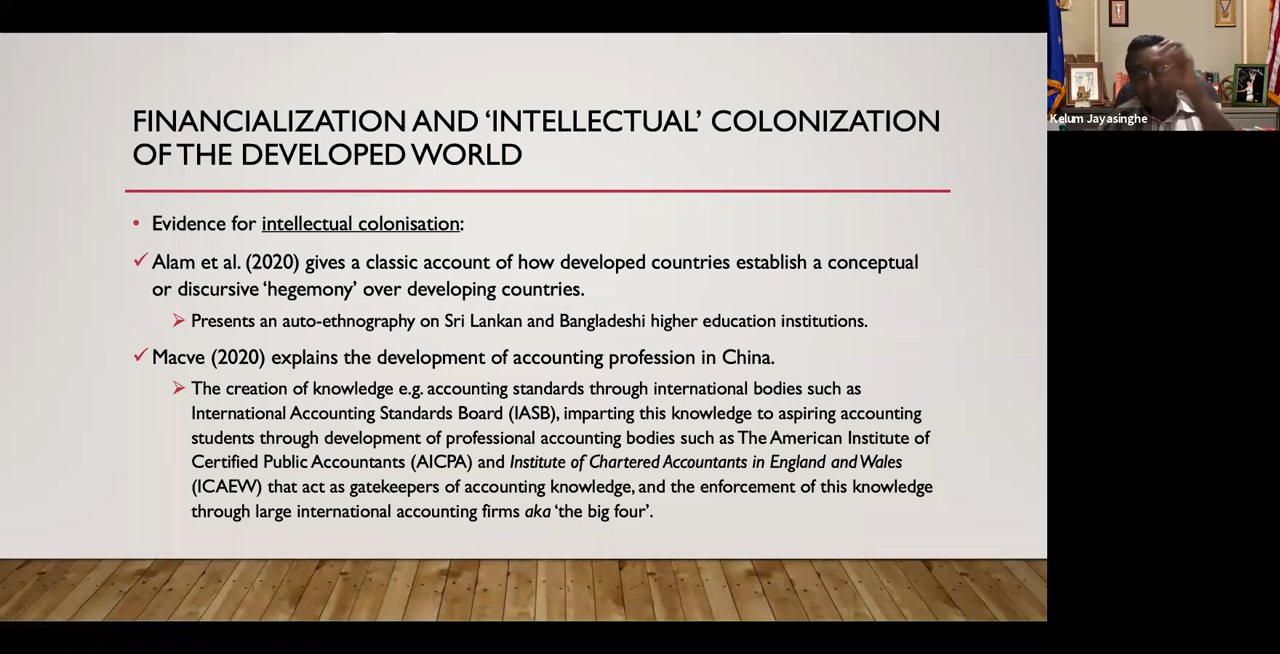 FINANCIALIZATION AND ‘INTELLECTUAL’ COLONIZATION
OF THE DEVELOPED WORLD
• Evidence for intellectual colonisation:
✓ Alam et al. (2020) gives a classic account of how developed countries establish a conceptual
or discursive ‘hegemony’ over developing countries.
➢ Presents an auto-ethnography on Sri Lankan and Bangladeshi higher education institutions.
✓ Macve (2020) explains the development of accounting profession in China.
➢ The creation of knowledge e.g. accounting standards through international bodies such as
International Accounting Standards Board (IASB), imparting this knowledge to aspiring accounting
students through development of professional accounting bodies such as The American Institute of
Certified Public Accountants (AICPA) and Institute of Chartered Accountants in England and Wales
(ICAEW) that act as gatekeepers of accounting knowledge, and the enforcement of this knowledge
through large international accounting firms aka ‘the big four’.
Kelum Jayasinghe